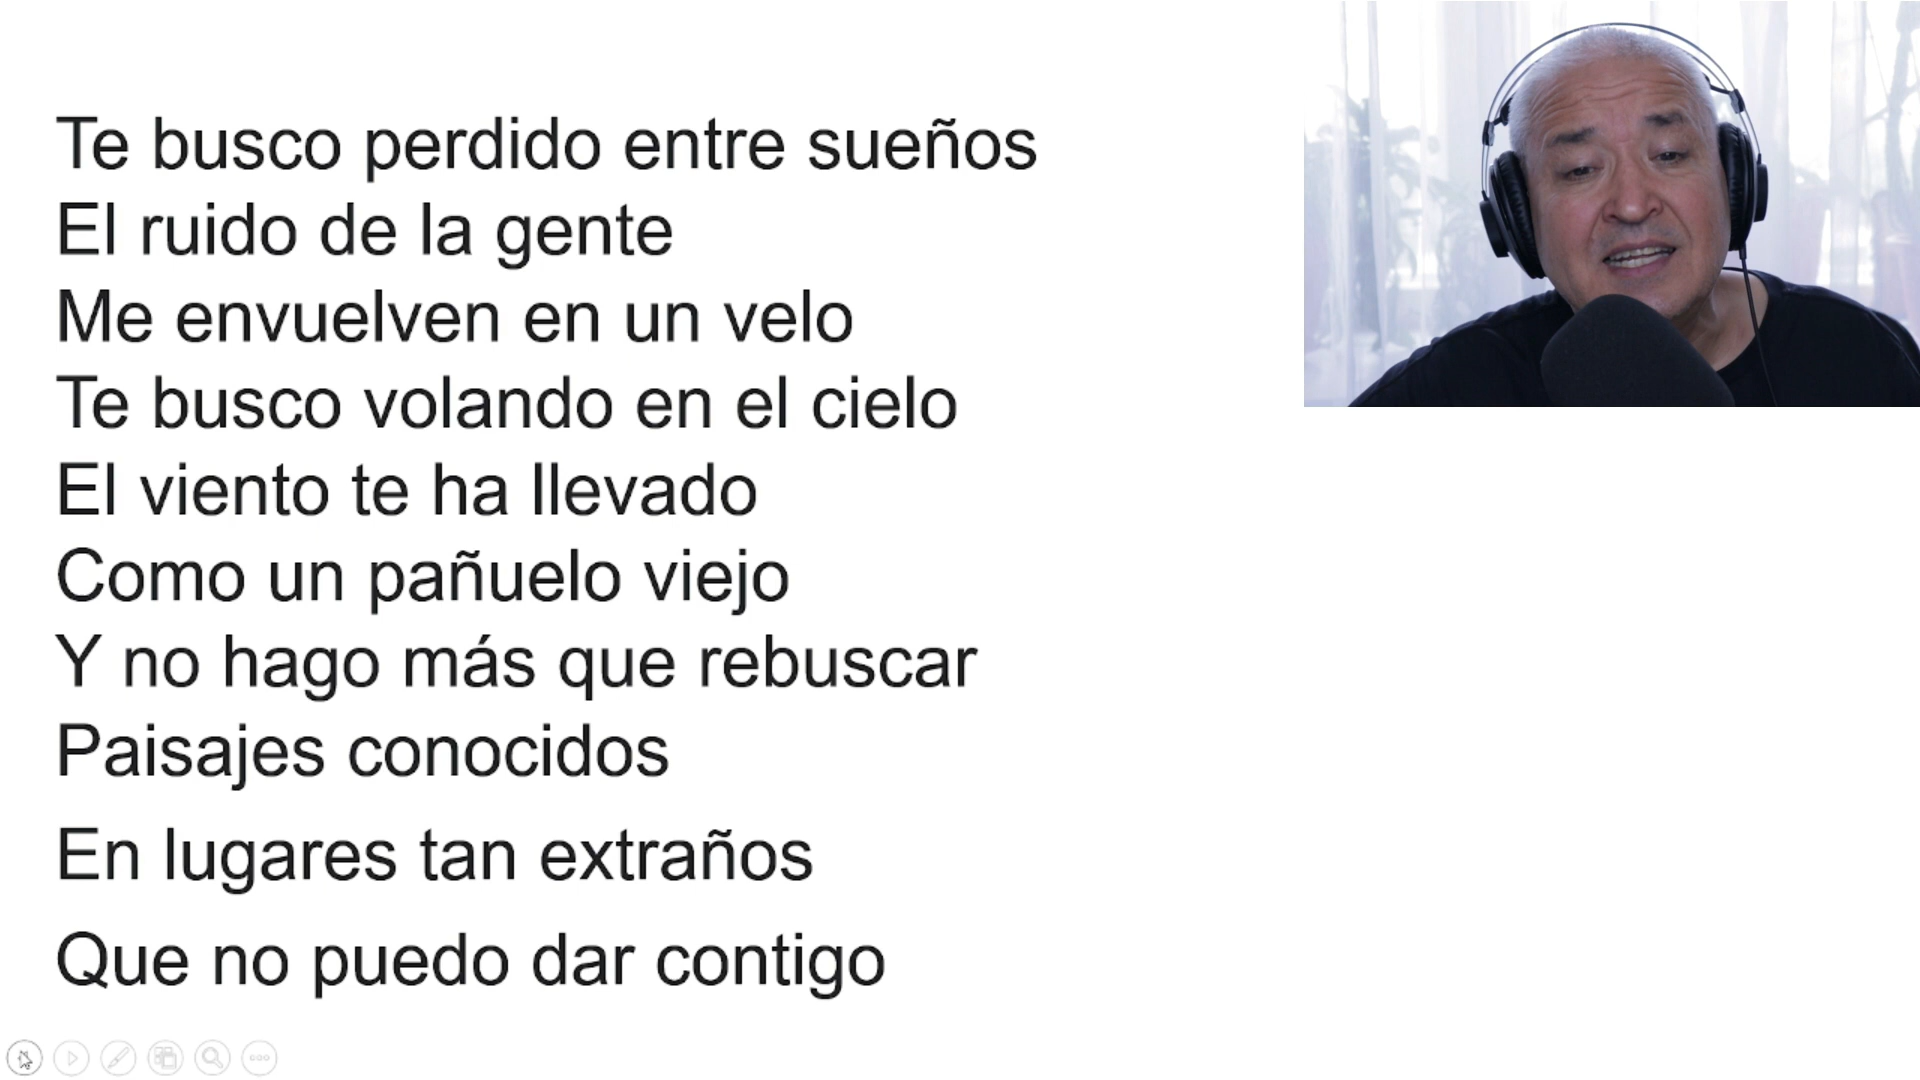 Te busco perdido entre sueños
El ruido de la gente
Me envuelven en un velo
Te busco volando en el cielo
El viento te ha llevado
Como un pañuelo viejo
Y no hago más que rebuscar
Paisajes conocidos
En lugares tan extraños
Que no puedo dar contigo